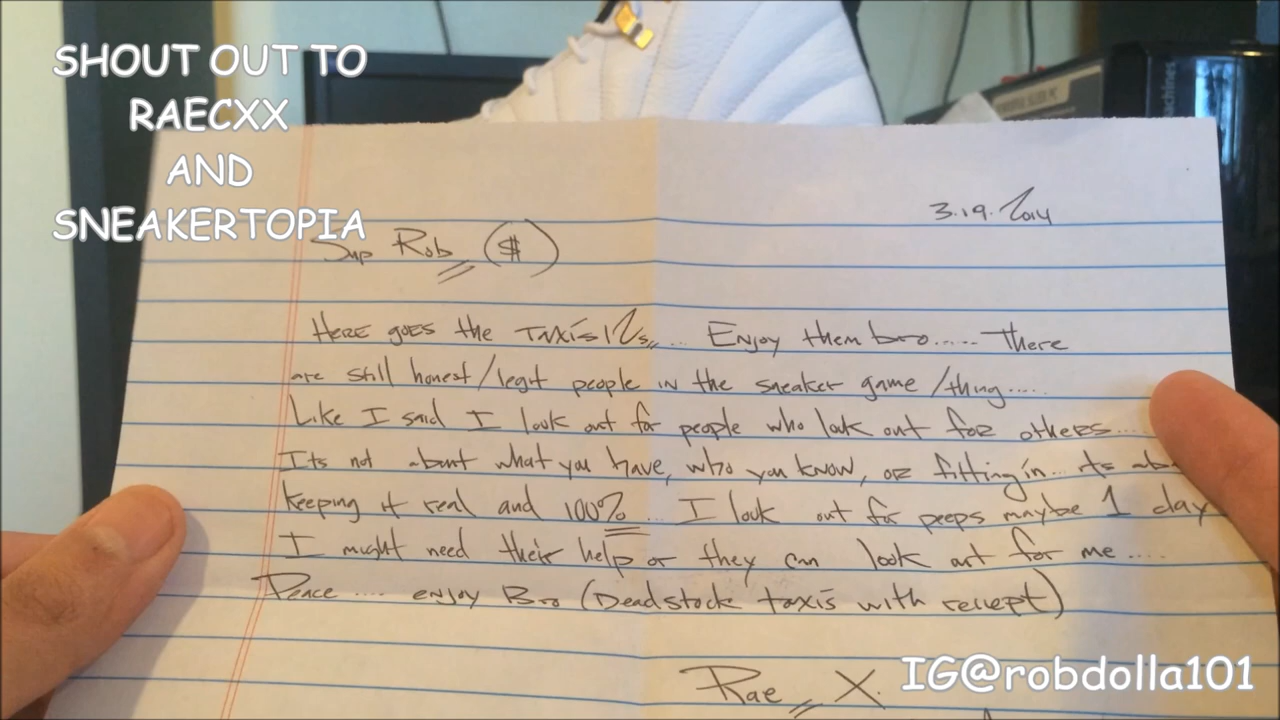 SHOUT OUT TO
RAECXX
AND
SNEAKERTOPIA
3.19.2014
Sup Rob ($)
HERE goes the TAXIS 12s,,.... Enjoy them bro..... There
are still honest/legit people in the sneaker game/thing....
Like I said I look out for people who look out for others....
Its not about what you have, who you know, or fitting in... its abo
keeping it real and 100%... I look out for peeps maybe 1 day
I might need their help or they can look out for me....
Peace.... enjoy Bro (Deadstock taxis with reciept)
Rae X.
IG@robdolla101